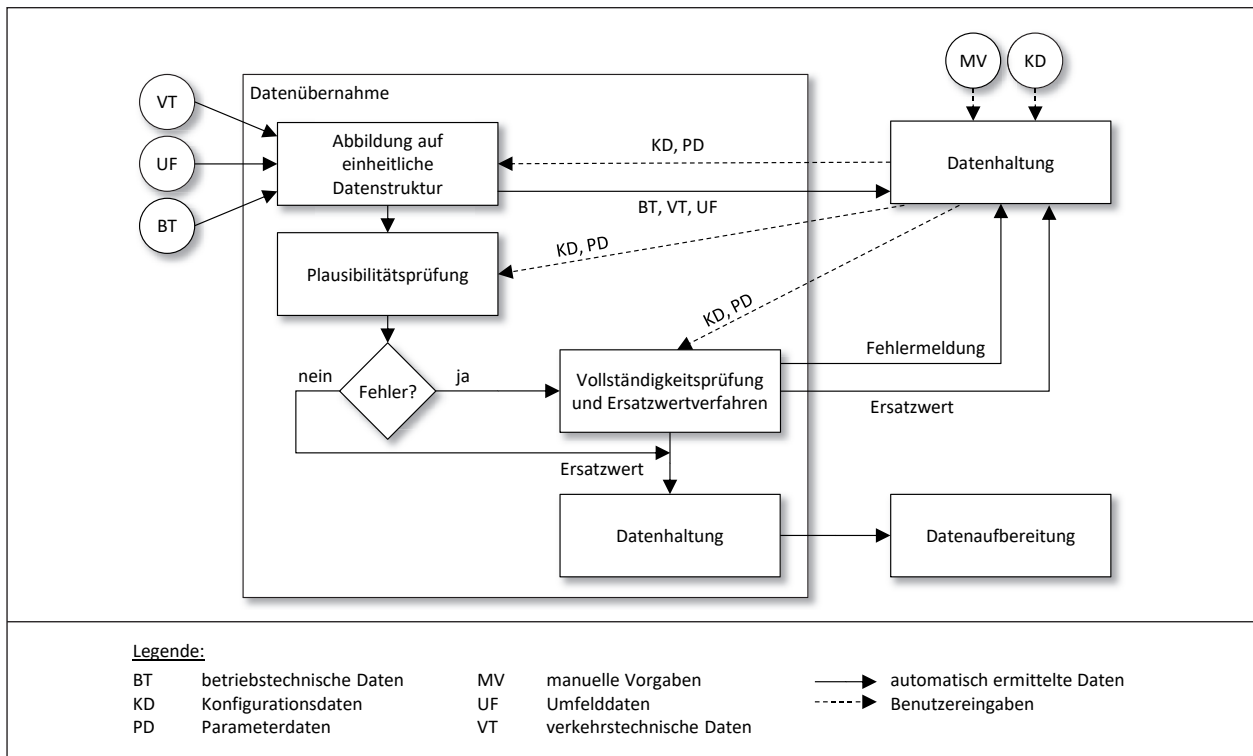 MV
KD
VT
Datenübernahme
Abbildung auf
einheitliche
Datenstruktur
KD, PD
Datenhaltung
UF
BT, VT, UF
BT
KD, PD
Plausibilitätsprüfung
KD, PD
Fehlermeldung
nein
Fehler?
ja
Vollständigkeitsprüfung
und Ersatzwertverfahren
Ersatzwert
Ersatzwert
Datenhaltung
Datenaufbereitung
Legende:
BT betriebstechnische Daten
KD Konfigurationsdaten
PD Parameterdaten
MV manuelle Vorgaben
UF Umfelddaten
VT verkehrstechnische Daten
automatisch ermittelte Daten
Benutzereingaben